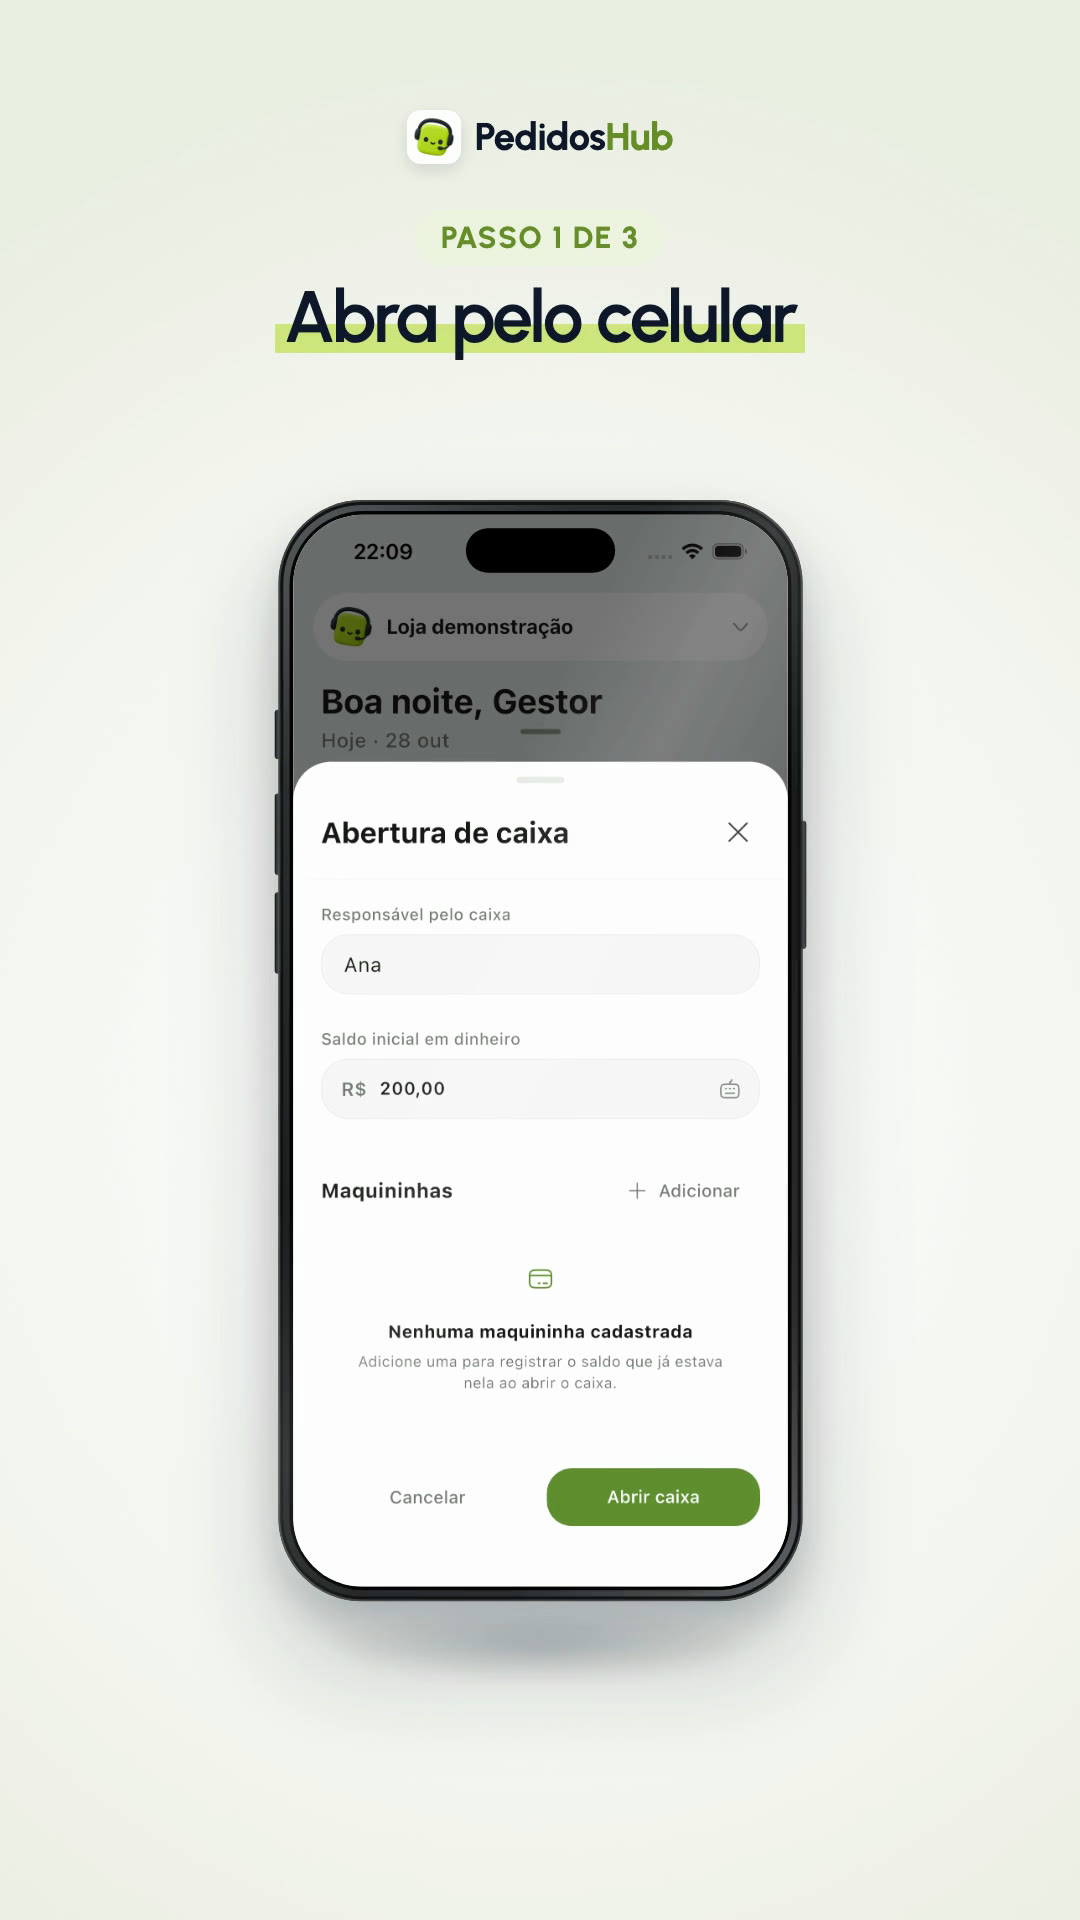 PedidosHub
PASSO 1 DE 3
Abra pelo celular
22:09
Loja demonstração
Boa noite, Gestor
Hoje · 28 out
Abertura de caixa
Responsável pelo caixa
Ana
Saldo inicial em dinheiro
R$ 200,00
Maquininhas
Adicionar
Nenhuma maquininha cadastrada
Adicione uma para registrar o saldo que já estava
nela ao abrir o caixa.
Cancelar
Abrir caixa